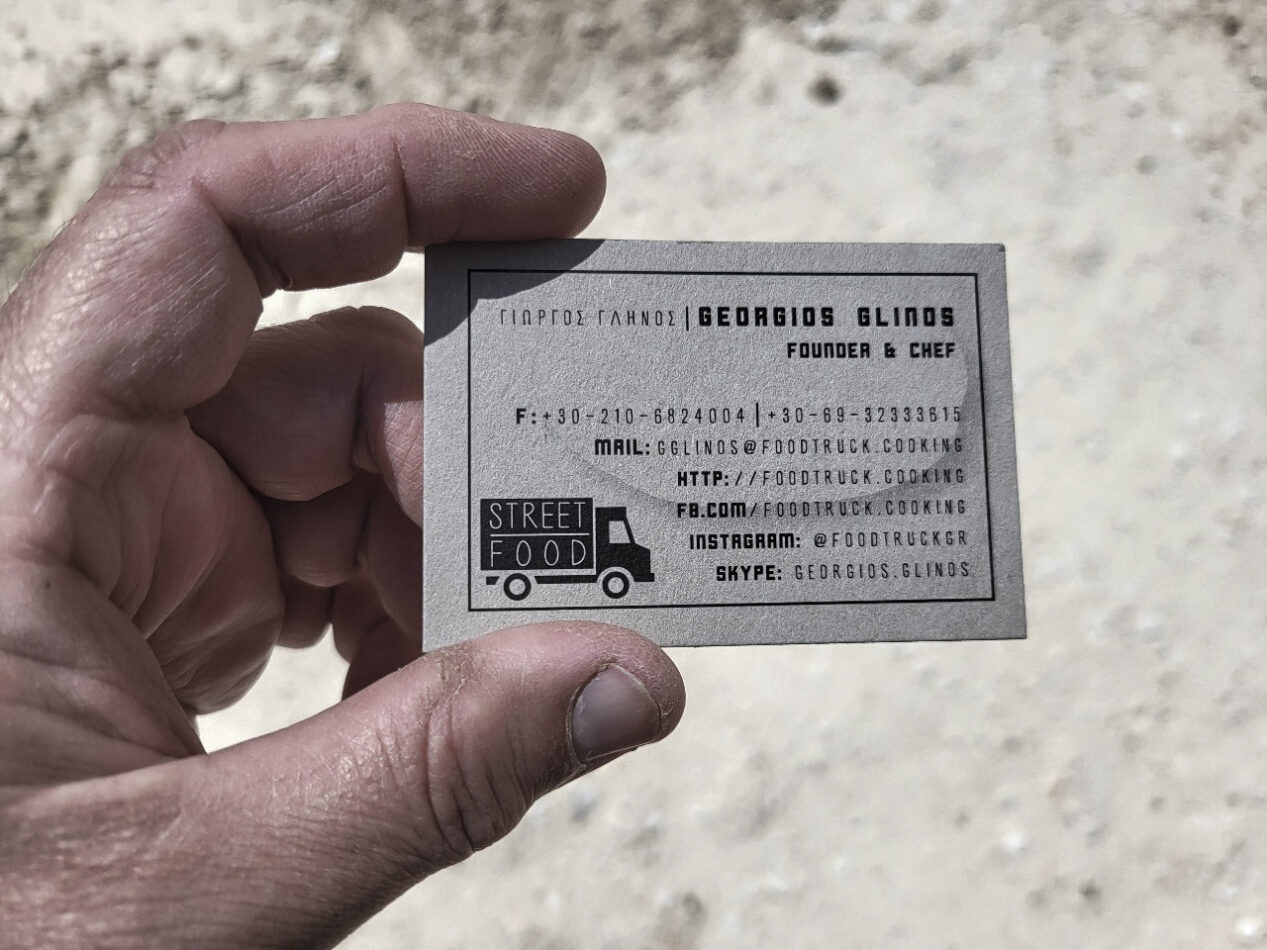 ΓΙΩΡΓΟΣ ΓΛΗΝΟΣ | GEORGIOS GLINOS
FOUNDER & CHEF
F:+30-210-6824004 | +30-69-32333615
MAIL: GGLINOS@FOODTRUCK.COOKING
HTTP://FOODTRUCK.COOKING
FB.COM/FOODTRUCK.COOKING
INSTAGRAM: @FOODTRUCKGR
SKYPE: GEORGIOS.GLINOS
STREET
FOOD